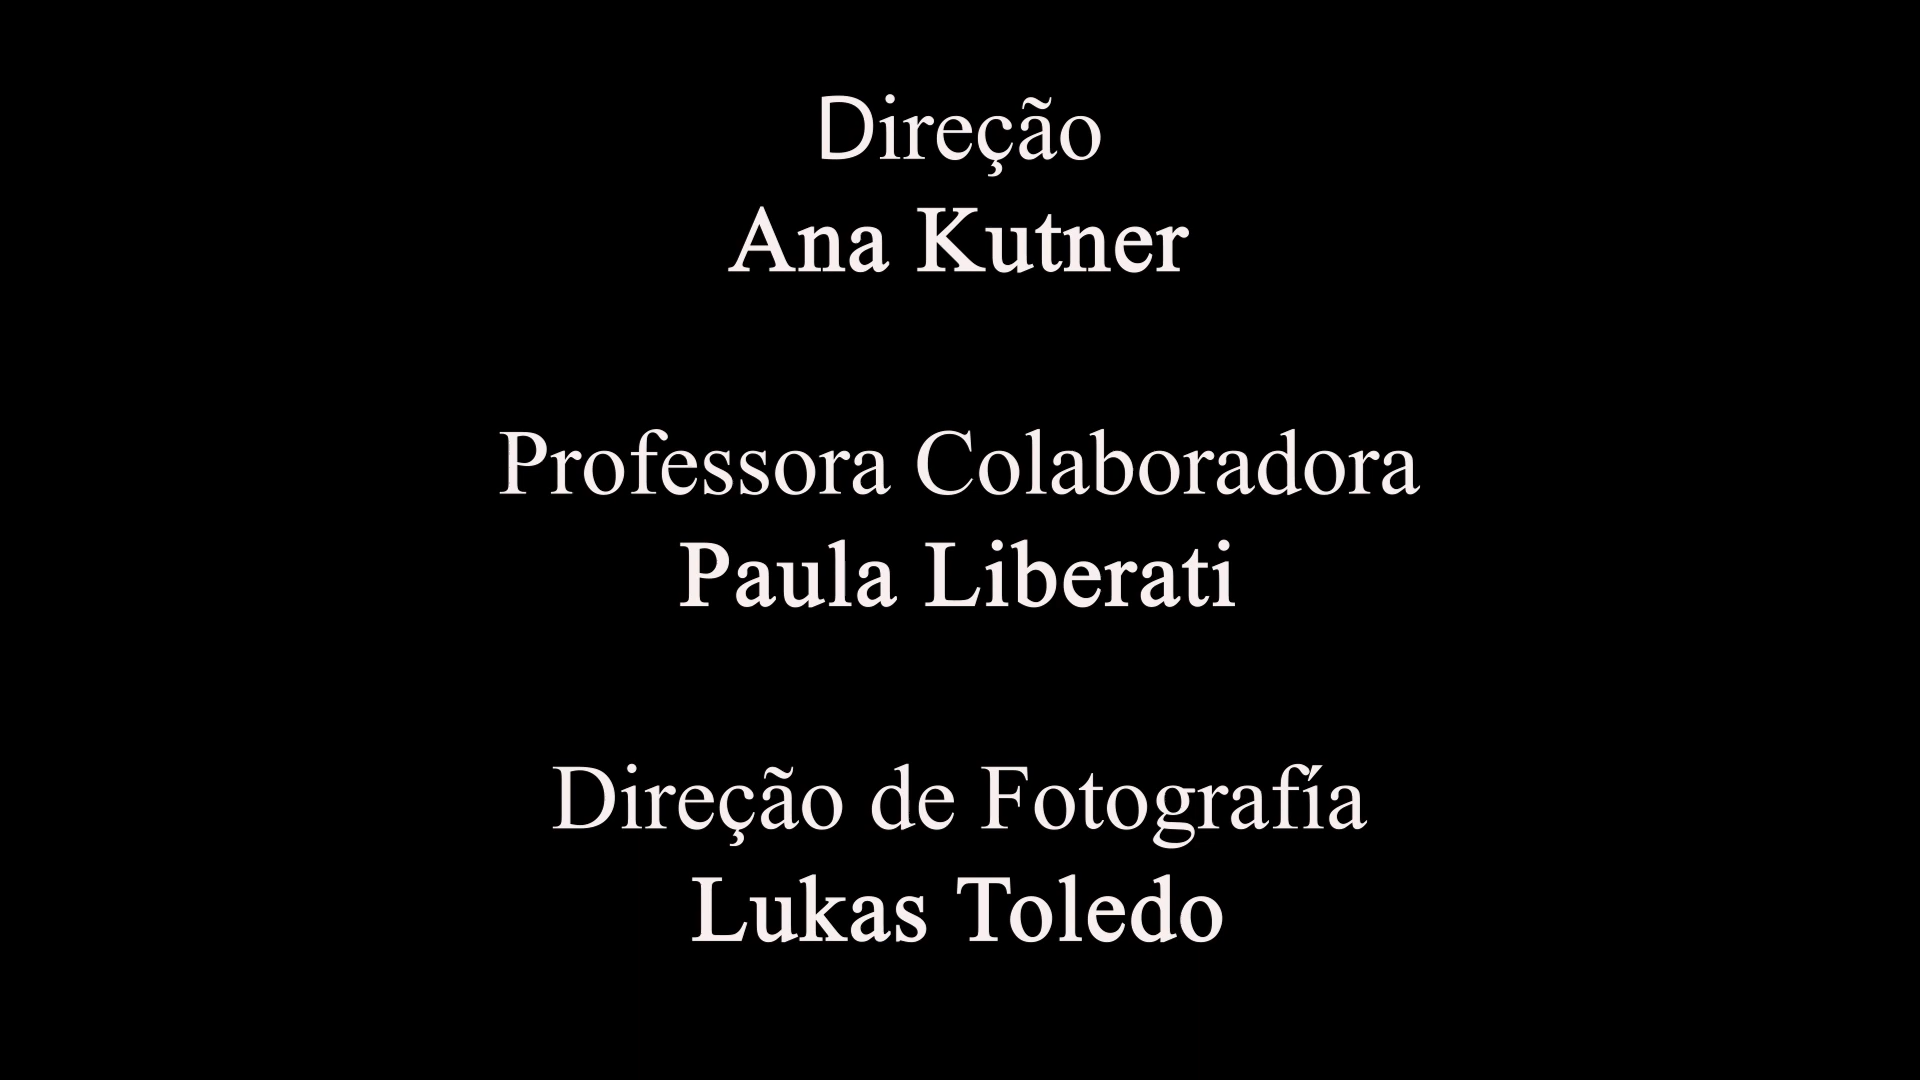 Direção
Ana Kutner
Professora Colaboradora
Paula Liberati
Direção de Fotografía
Lukas Toledo